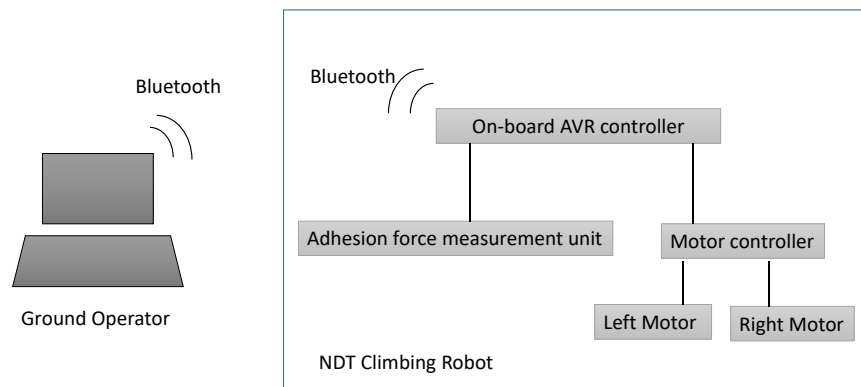 Bluetooth
Bluetooth
On-board AVR controller
Adhesion force measurement unit
Motor controller
Left Motor
Right Motor
Ground Operator
NDT Climbing Robot